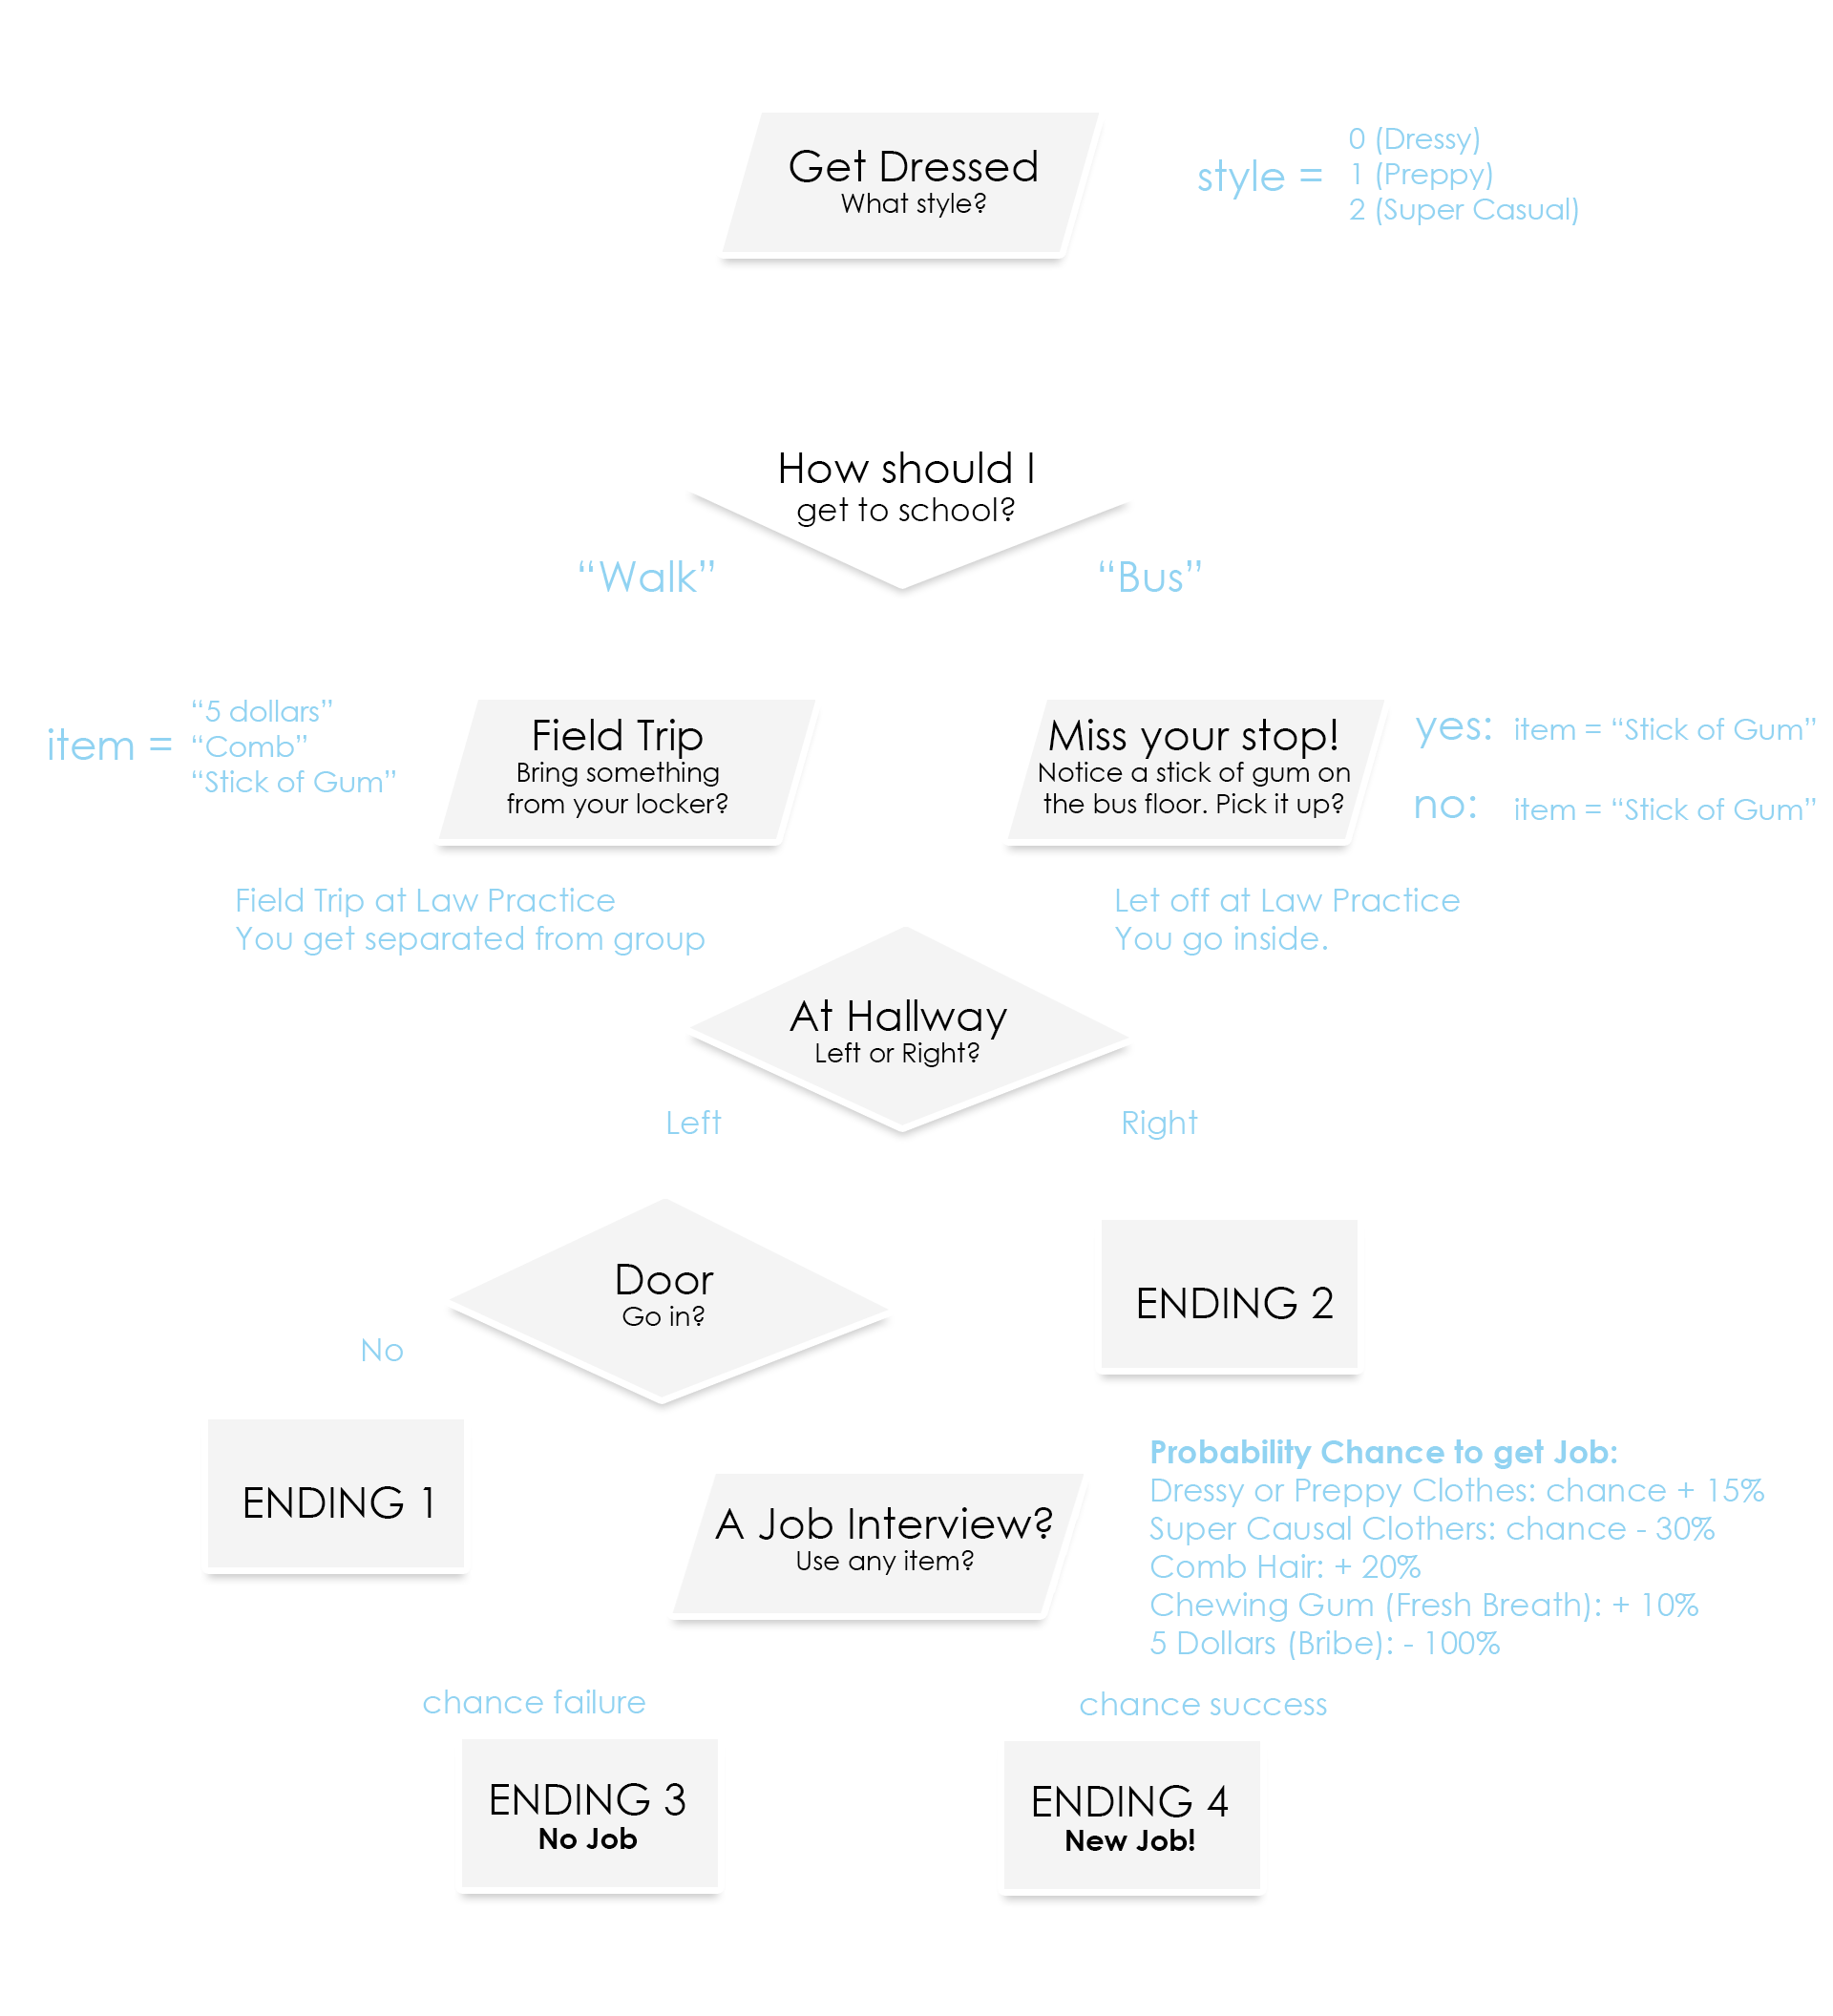 Get Dressed
What style?
style =
0 (Dressy)
1 (Preppy)
2 (Super Casual)
How should I
get to school?
“Walk”
“Bus”
item =
“5 dollars”
“Comb”
“Stick of Gum”
Field Trip
Bring something
from your locker?
Miss your stop!
Notice a stick of gum on
the bus floor. Pick it up?
yes: item = “Stick of Gum”
no: item = “Stick of Gum”
Field Trip at Law Practice
You get separated from group
Let off at Law Practice
You go inside.
At Hallway
Left or Right?
Left
Right
Door
Go in?
ENDING 2
No
ENDING 1
A Job Interview?
Use any item?
Probability Chance to get Job:
Dressy or Preppy Clothes: chance + 15%
Super Causal Clothers: chance - 30%
Comb Hair: + 20%
Chewing Gum (Fresh Breath): + 10%
5 Dollars (Bribe): - 100%
chance failure
chance success
ENDING 3
No Job
ENDING 4
New Job!